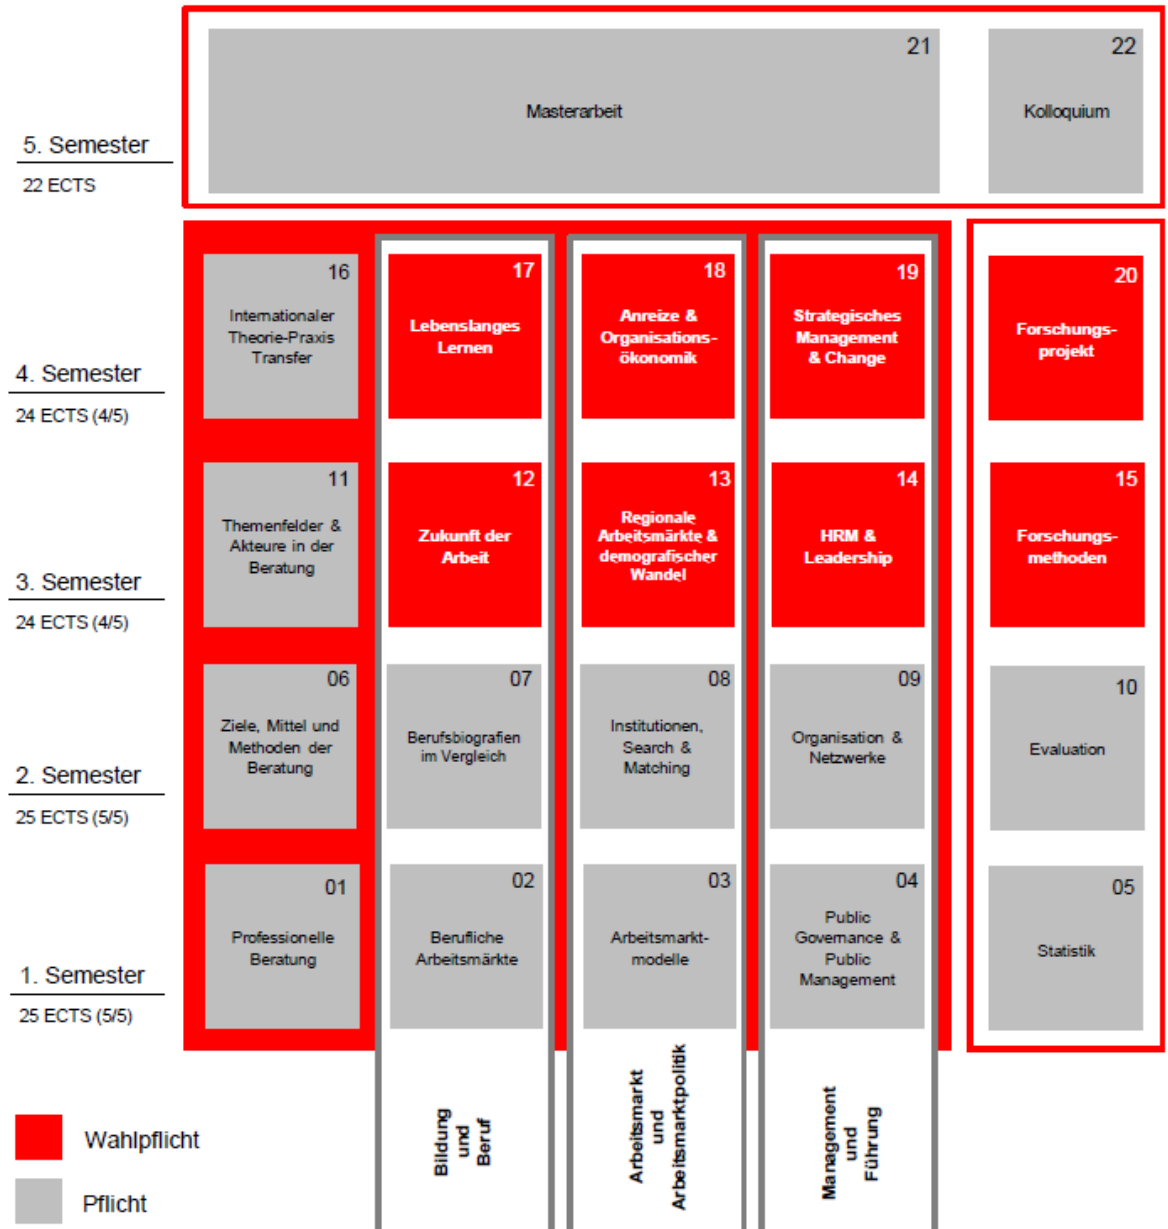 21
Masterarbeit
22
Kolloquium
5. Semester
22 ECTS
16
Internationaler
Theorie-Praxis
Transfer
17
Lebenslanges
Lernen
18
Anreize &
Organisations-
ökonomik
19
Strategisches
Management
& Change
20
Forschungs-
projekt
4. Semester
24 ECTS (4/5)
11
Themenfelder &
Akteure in der
Beratung
12
Zukunft der
Arbeit
13
Regionale
Arbeitsmärkte &
demografischer
Wandel
14
HRM &
Leadership
15
Forschungs-
methoden
3. Semester
24 ECTS (4/5)
06
Ziele, Mittel und
Methoden der
Beratung
07
Berufsbiografien
im Vergleich
08
Institutionen,
Search &
Matching
09
Organisation &
Netzwerke
10
Evaluation
2. Semester
25 ECTS (5/5)
01
Professionelle
Beratung
02
Berufliche
Arbeitsmärkte
03
Arbeitsmarkt-
modelle
04
Public
Governance &
Public
Management
05
Statistik
1. Semester
25 ECTS (5/5)
Bildung
und
Beruf
Arbeitsmarkt
und
Arbeitsmarktpolitik
Management
und
Führung
Wahlpflicht
Pflicht